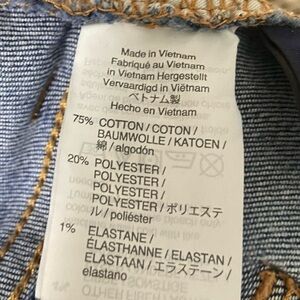 Made in Vietnam
Fabriqué au Vietnam
in Vietnam Hergestellt
Vervaardigd in Viëtnam
ベトナム製
Hecho en Vietnam
75% COTTON / COTON /
BAUMWOLLE / KATOEN /
綿 / algodón
20% POLYESTER /
POLYESTER /
POLYESTER /
POLYESTER / ポリエステ
ル / poliéster
1% ELASTANE /
ÉLASTHANNE / ELASTAN /
ELASTAAN / エラステーン /
elastano